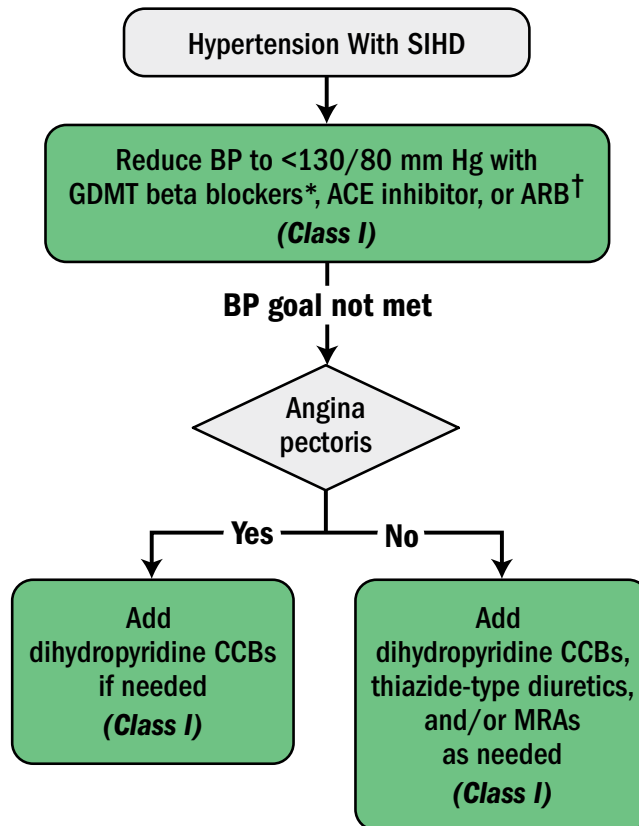 Hypertension With SIHD
Reduce BP to <130/80 mm Hg with
GDMT beta blockers*, ACE inhibitor, or ARB†
(Class I)
BP goal not met
Angina
pectoris
Yes
No
Add
dihydropyridine CCBs
if needed
(Class I)
Add
dihydropyridine CCBs,
thiazide-type diuretics,
and/or MRAs
as needed
(Class I)